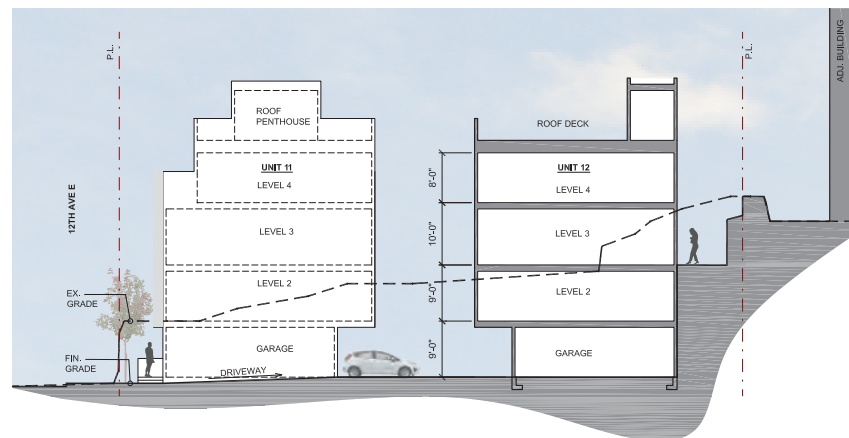 P.L.
P.L.
ADJ. BUILDING
12TH AVE E
ROOF
PENTHOUSE
UNIT 11
LEVEL 4
LEVEL 3
LEVEL 2
GARAGE
DRIVEWAY
EX.
GRADE
FIN.
GRADE
8'-0"
10'-0"
9'-0"
9'-0"
ROOF DECK
UNIT 12
LEVEL 4
LEVEL 3
LEVEL 2
GARAGE